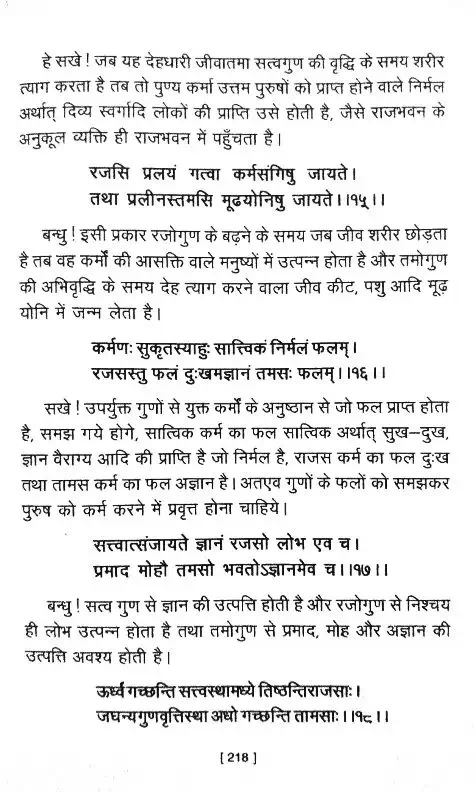 हे सखे ! जब यह देहधारी जीवातमा सत्वगुण की वृद्धि के समय शरीर
त्याग करता है तब तो पुण्य कर्मा उत्तम पुरुषों को प्राप्त होने वाले निर्मल
अर्थात् दिव्य स्वर्गादि लोकों की प्राप्ति उसे होती है, जैसे राजभवन के
अनुकूल व्यक्ति ही राजभवन में पहुँचता है।
रजसि प्रलयं गत्वा कर्मसंगिषु जायते।
तथा प्रलीनस्तमसि मूढयोनिषु जायते।।१५्।।
बन्धु ! इसी प्रकार रजोगुण के बढ़ने के समय जब जीव शरीर छोड़ता
है तब वह कर्मों की आसक्ति वाले मनुष्यों में उत्पन्न होता है और तमोगुण
की अभिवृद्धि के समय देह त्याग करने वाला जीव कीट, पशु आदि मूढ़
योनि में जन्म लेता है।
कर्मणः सुकृतस्याहुः सात्त्विकं निर्मलं फलम्।
रजसस्तु फलं दुःखमज्ञानं तमसः फलम्।।१६।।
सखे ! उपर्युक्त गुणों से युक्त कर्मों के अनुष्ठान से जो फल प्राप्त होता
है, समझ गये होगे, सात्विक कर्म का फल सात्विक अर्थात् सुख–दुख,
ज्ञान वैराग्य आदि की प्राप्ति है जो निर्मल है, राजस कर्म का फल दुःख
तथा तामस कर्म का फल अज्ञान है। अतएव गुणों के फलों को समझकर
पुरुष को कर्म करने में प्रवृत्त होना चाहिये।
सत्त्वात्संजायते ज्ञानं रजसो लोभ एव च।
प्रमाद मोहौ तमसो भवतोऽज्ञानमेव च।।१७।।
बन्धु ! सत्व गुण से ज्ञान की उत्पत्ति होती है और रजोगुण से निश्चय
ही लोभ उत्पन्न होता है तथा तमोगुण से प्रमाद, मोह और अज्ञान की
उत्पत्ति अवश्य होती है।
ऊर्ध्वं गच्छन्ति सत्त्वस्थामध्ये तिष्ठन्तिराजसाः।
जघन्यगुणवृत्तिस्था अधो गच्छन्ति तामसाः।।१८।।
[ 218 ]